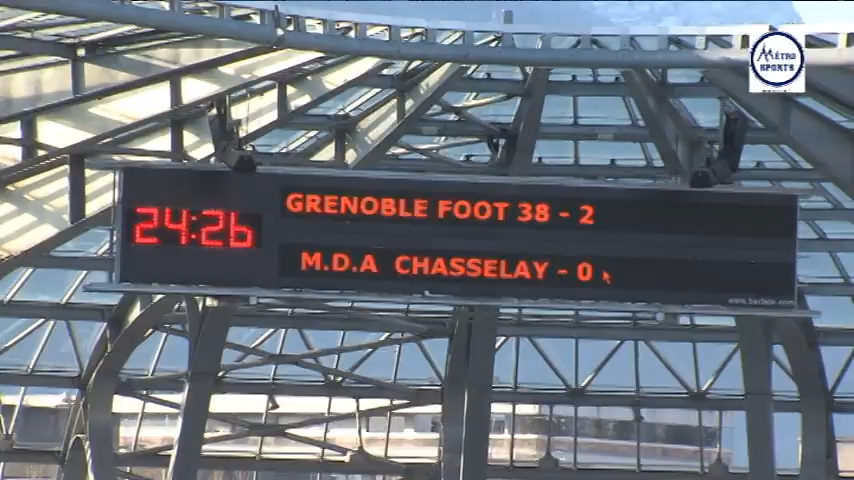 MÉTRO
SPORTS
24:26
GRENOBLE FOOT 38 - 2
M.D.A CHASSELAY - 0